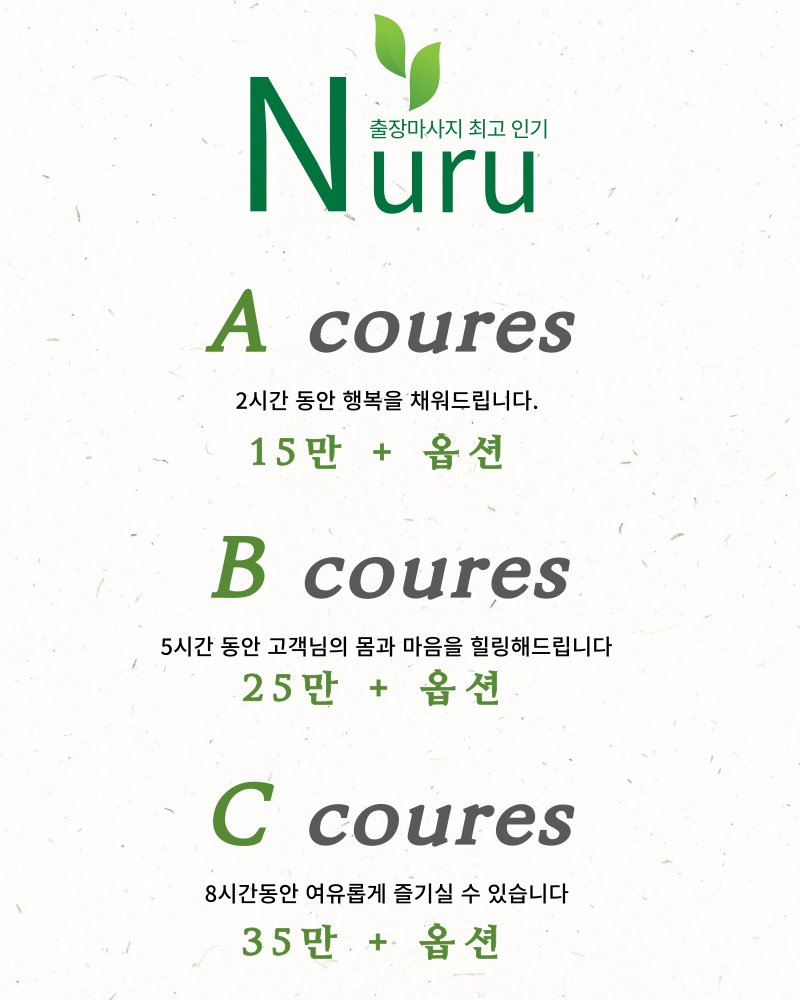 출장마사지 최고 인기
Nuru
A coures
2시간 동안 행복을 채워드립니다.
15만 + 옵션
B coures
5시간 동안 고객님의 몸과 마음을 힐링해드립니다
25만 + 옵션
C coures
8시간동안 여유롭게 즐기실 수 있습니다
35만 + 옵션